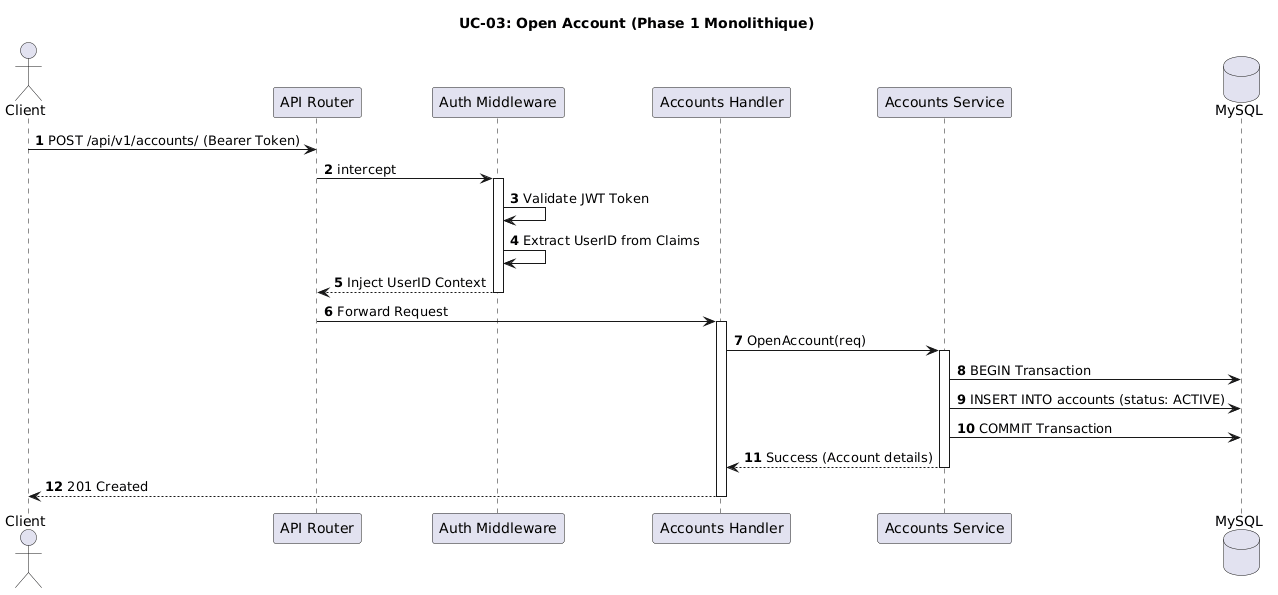 UC-03: Open Account (Phase 1 Monolithique)
Client
API Router
Auth Middleware
Accounts Handler
Accounts Service
MySQL
1 POST /api/v1/accounts/ (Bearer Token)
2 intercept
3 Validate JWT Token
4 Extract UserID from Claims
5 Inject UserID Context
6 Forward Request
7 OpenAccount(req)
8 BEGIN Transaction
9 INSERT INTO accounts (status: ACTIVE)
10 COMMIT Transaction
11 Success (Account details)
12 201 Created
Client
API Router
Auth Middleware
Accounts Handler
Accounts Service
MySQL